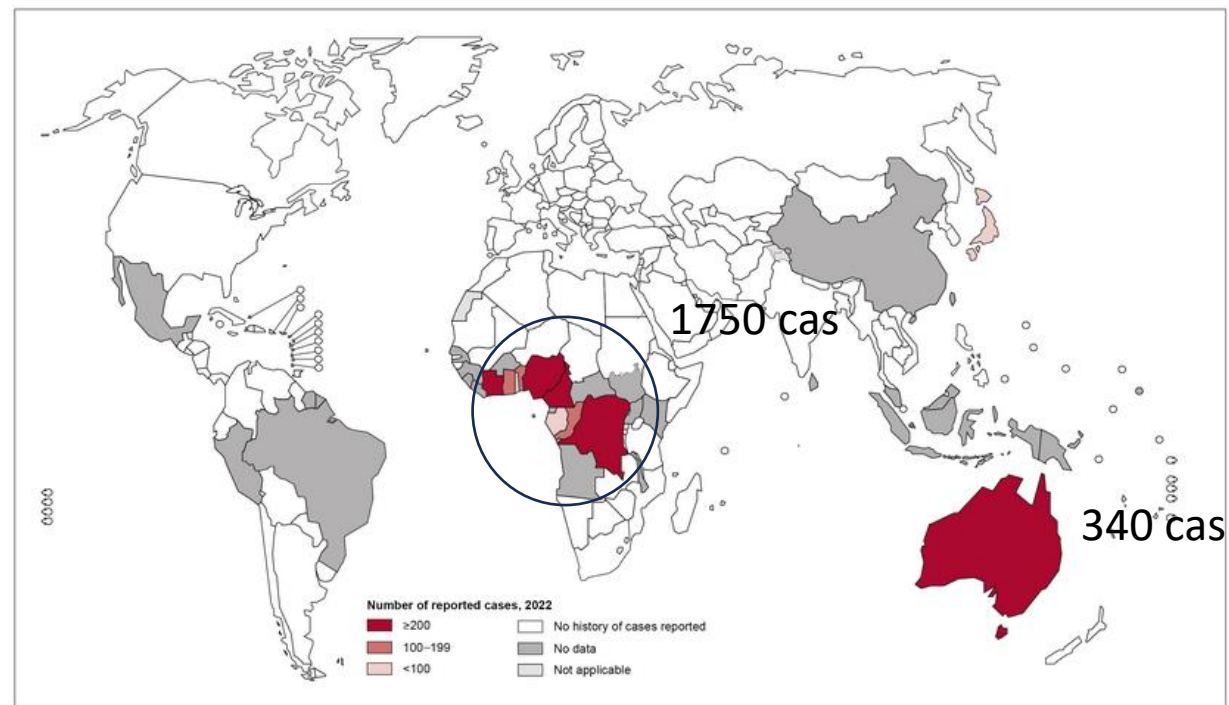 1750 cas
340 cas
Number of reported cases, 2022
≥200
100–199
<100
No history of cases reported
No data
Not applicable